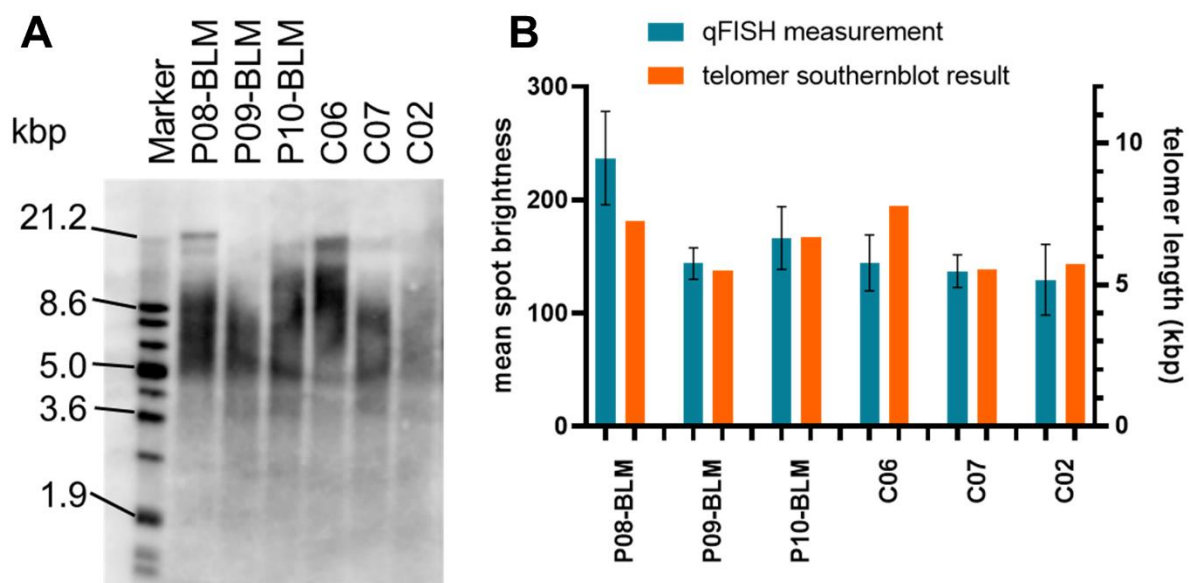 A
kbp
Marker
P08-BLM
P09-BLM
P10-BLM
C06
C07
C02
21.2
8.6
5.0
3.6
1.9
B
qFISH measurement
telomer southernblot result
mean spot brightness
300
200
100
0
telomer length (kbp)
10
5
0
P08-BLM
P09-BLM
P10-BLM
C06
C07
C02